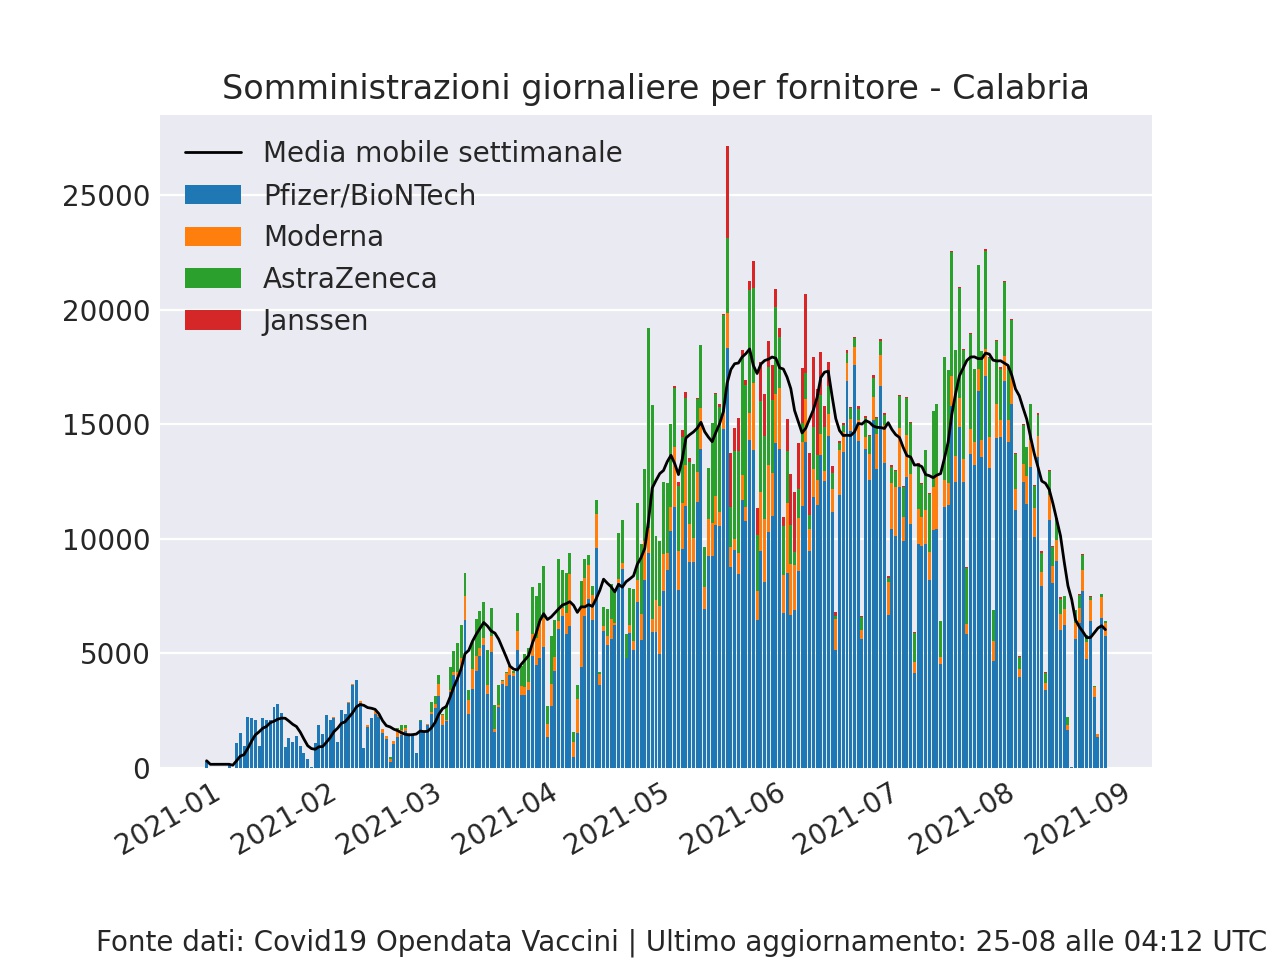 Somministrazioni giornaliere per fornitore - Calabria
Media mobile settimanale
Pfizer/BioNTech
Moderna
AstraZeneca
Janssen
25000
20000
15000
10000
5000
0
2021-01
2021-02
2021-03
2021-04
2021-05
2021-06
2021-07
2021-08
2021-09
Fonte dati: Covid19 Opendata Vaccini | Ultimo aggiornamento: 25-08 alle 04:12 UTC